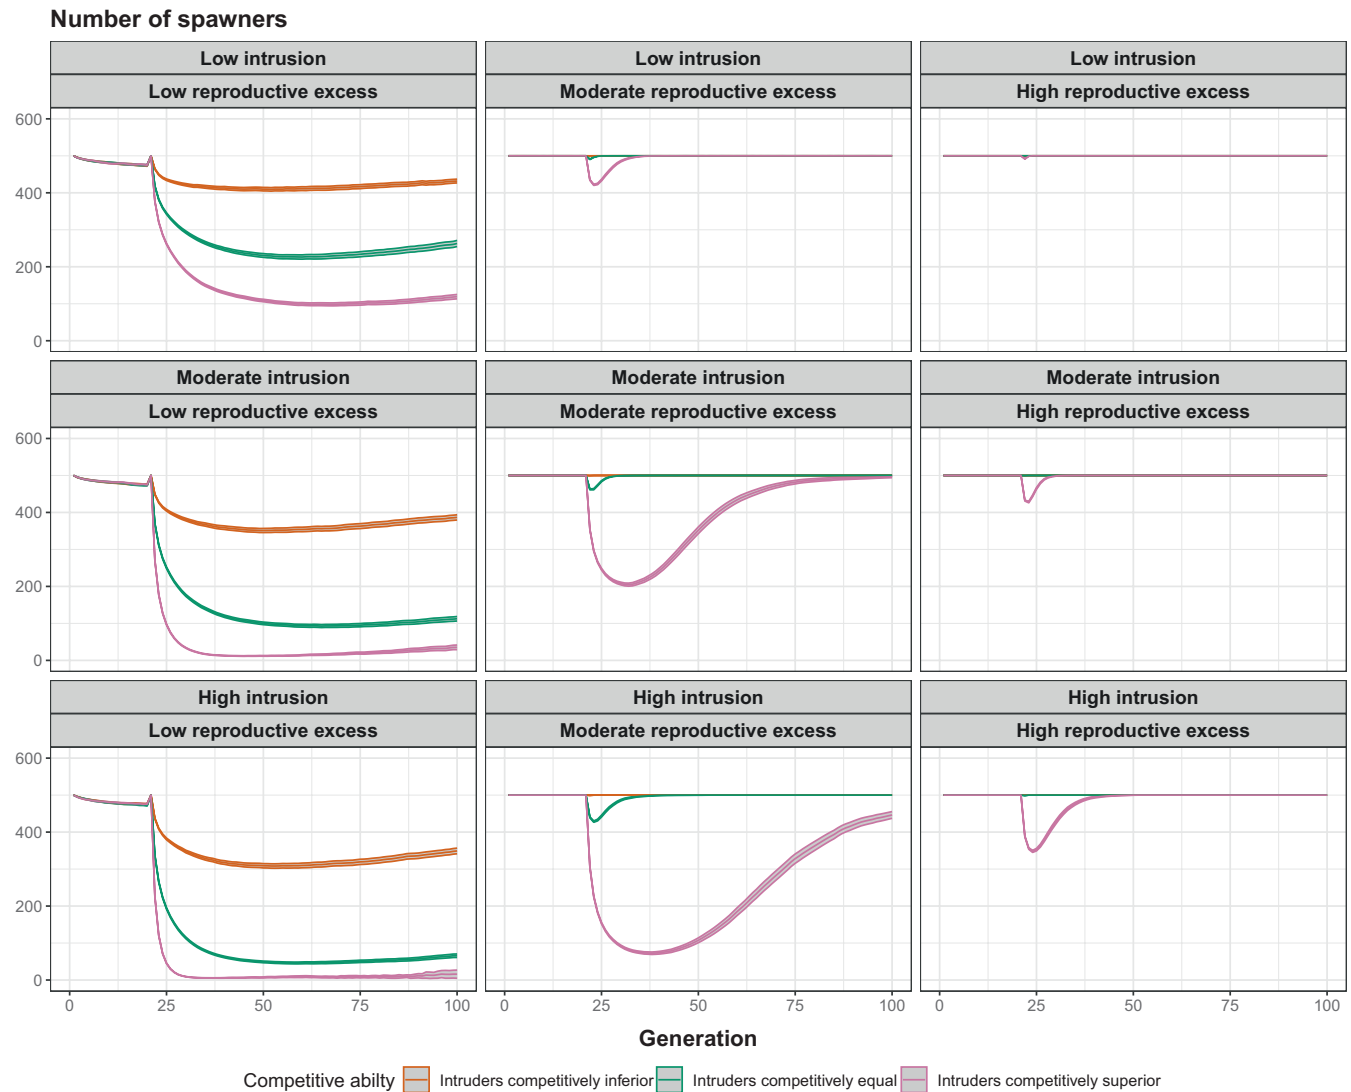 Number of spawners
Low intrusion
Low intrusion
Low intrusion
Low reproductive excess
Moderate reproductive excess
High reproductive excess
600
400
200
0
Moderate intrusion
Moderate intrusion
Moderate intrusion
Low reproductive excess
Moderate reproductive excess
High reproductive excess
600
400
200
0
High intrusion
High intrusion
High intrusion
Low reproductive excess
Moderate reproductive excess
High reproductive excess
600
400
200
0
0 25 50 75 100
0 25 50 75 100
0 25 50 75 100
Generation
Competitive abilty Intruders competitively inferior Intruders competitively equal Intruders competitively superior